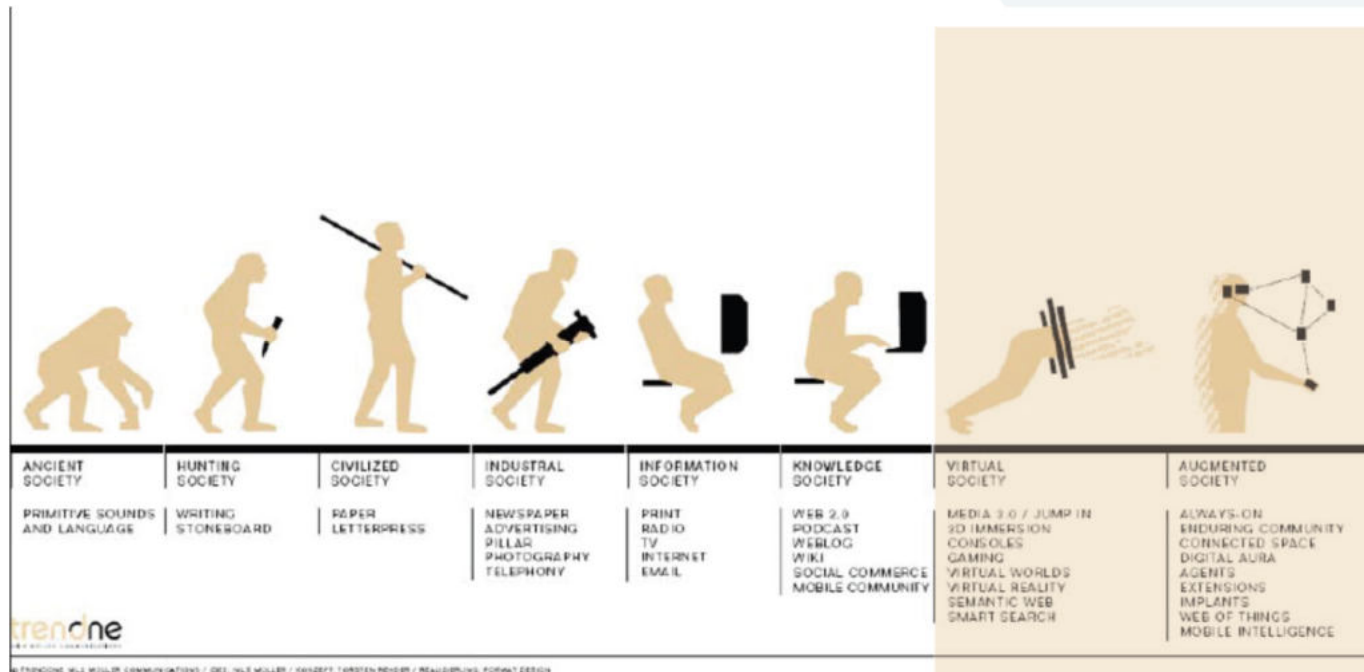 ANCIENT
SOCIETY
PRIMITIVE SOUNDS
AND LANGUAGE
HUNTING
SOCIETY
WRITING
STONEBOARD
CIVILIZED
SOCIETY
PAPER
LETTERPRESS
INDUSTRAL
SOCIETY
NEWSPAPER
ADVERTISING
PILLAR
PHOTOGRAPHY
TELEPHONY
INFORMATION
SOCIETY
PRINT
RADIO
TV
INTERNET
EMAIL
KNOWLEDGE
SOCIETY
WEB 2.0
PODCAST
WEBLOG
WIKI
SOCIAL COMMERCE
MOBILE COMMUNITY
VIRTUAL
SOCIETY
MEDIA 3.0 / JUMP IN
3D IMMERSION
CONSOLES
GAMING
VIRTUAL WORLDS
VIRTUAL REALITY
SEMANTIC WEB
SMART SEARCH
AUGMENTED
SOCIETY
ALWAYS-ON
ENDURING COMMUNITY
CONNECTED SPACE
DIGITAL AURA
AGENTS
EXTENSIONS
IMPLANTS
WEB OF THINGS
MOBILE INTELLIGENCE
trendne